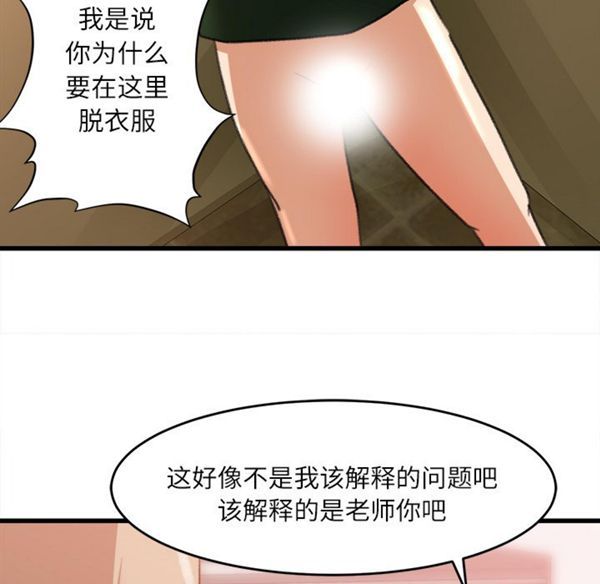 我是说
你为什么
要在这里
脱衣服
这好像不是我该解释的问题吧
该解释的是老师你吧